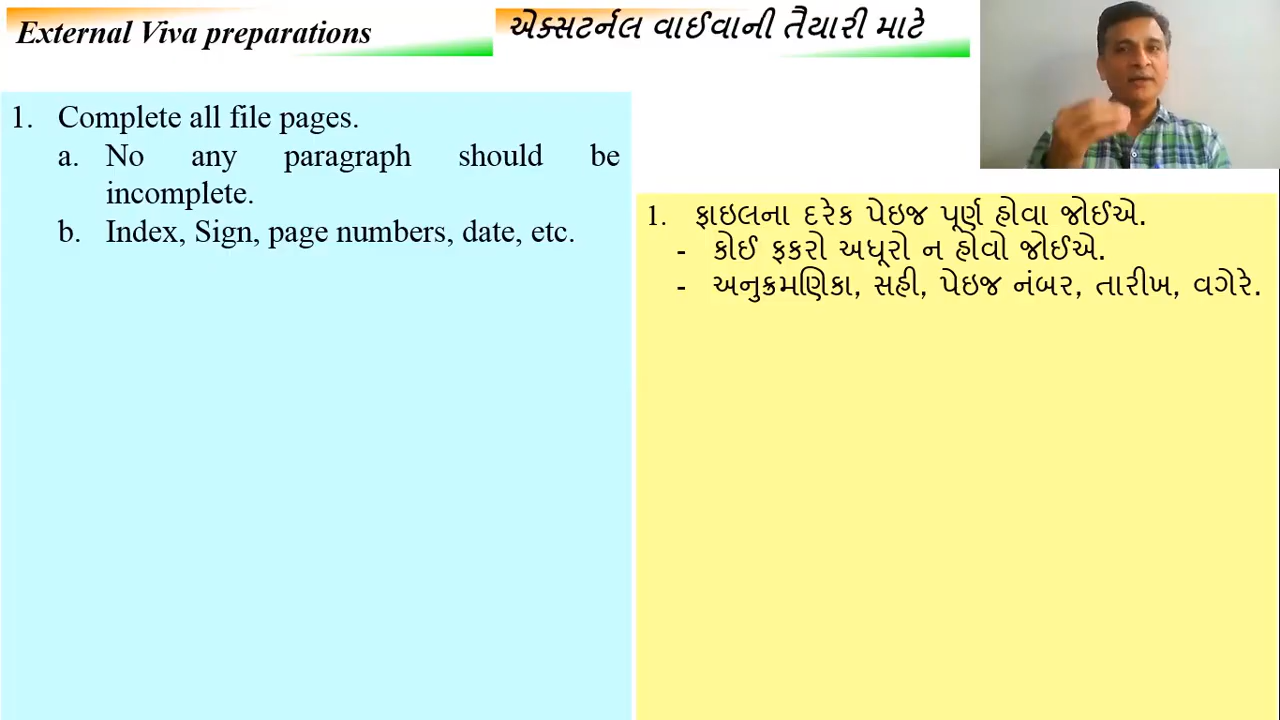 External Viva preparations
એક્સટર્નલ વાઈવાની તૈયારી માટે
1. Complete all file pages.
a. No any paragraph should be
incomplete.
b. Index, Sign, page numbers, date, etc.
1. ફાઇલના દરેક પેઇજ પૂર્ણ હોવા જોઈએ.
- કોઈ ફકરો અધૂરો ન હોવો જોઈએ.
- અનુક્રમણિકા, સહી, પેઇજ નંબર, તારીખ, વગેરે.